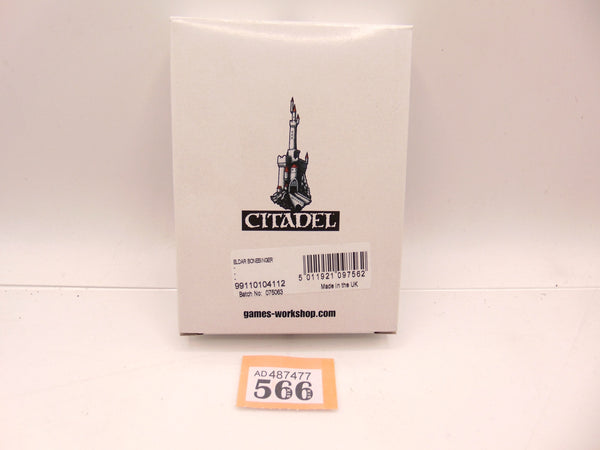 CITADEL
ELDAR BONESINGER
-
-
99110104112
Batch No: 075063
5 011921 097562
Made in the UK
games-workshop.com
AD 487477
566